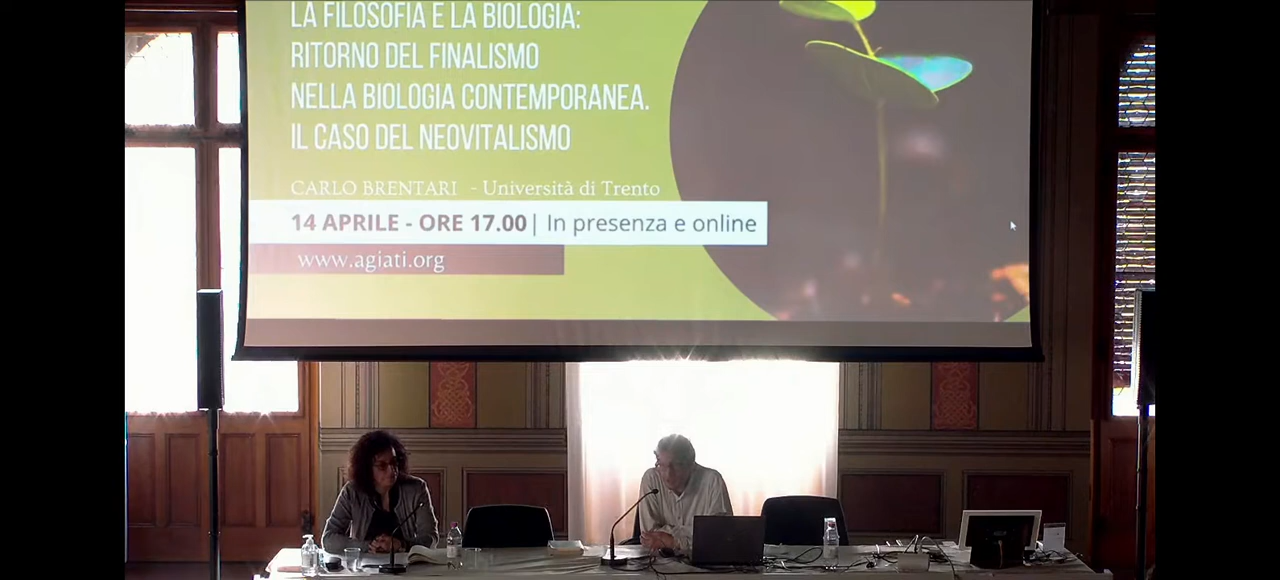 LA FILOSOFIA E LA BIOLOGIA:
RITORNO DEL FINALISMO
NELLA BIOLOGIA CONTEMPORANEA.
IL CASO DEL NEOVITALISMO
CARLO BRENTARI - Università di Trento
14 APRILE - ORE 17.00| In presenza e online
www.agiati.org